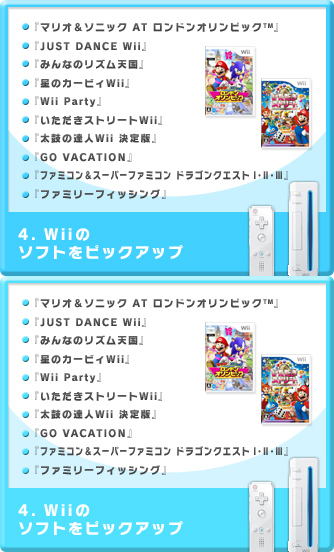 『マリオ&ソニック AT ロンドンオリンピック™』
『JUST DANCE Wii』
『みんなのリズム天国』
『星のカービィWii』
『Wii Party』
『いただきストリートWii』
『太鼓の達人Wii 決定版』
『GO VACATION』
『ファミコン&スーパーファミコン ドラゴンクエストⅠ・Ⅱ・Ⅲ』
『ファミリーフィッシング』
4. Wiiの
ソフトをピックアップ
『マリオ&ソニック AT ロンドンオリンピック™』
『JUST DANCE Wii』
『みんなのリズム天国』
『星のカービィWii』
『Wii Party』
『いただきストリートWii』
『太鼓の達人Wii 決定版』
『GO VACATION』
『ファミコン&スーパーファミコン ドラゴンクエストⅠ・Ⅱ・Ⅲ』
『ファミリーフィッシング』
4. Wiiの
ソフトをピックアップ